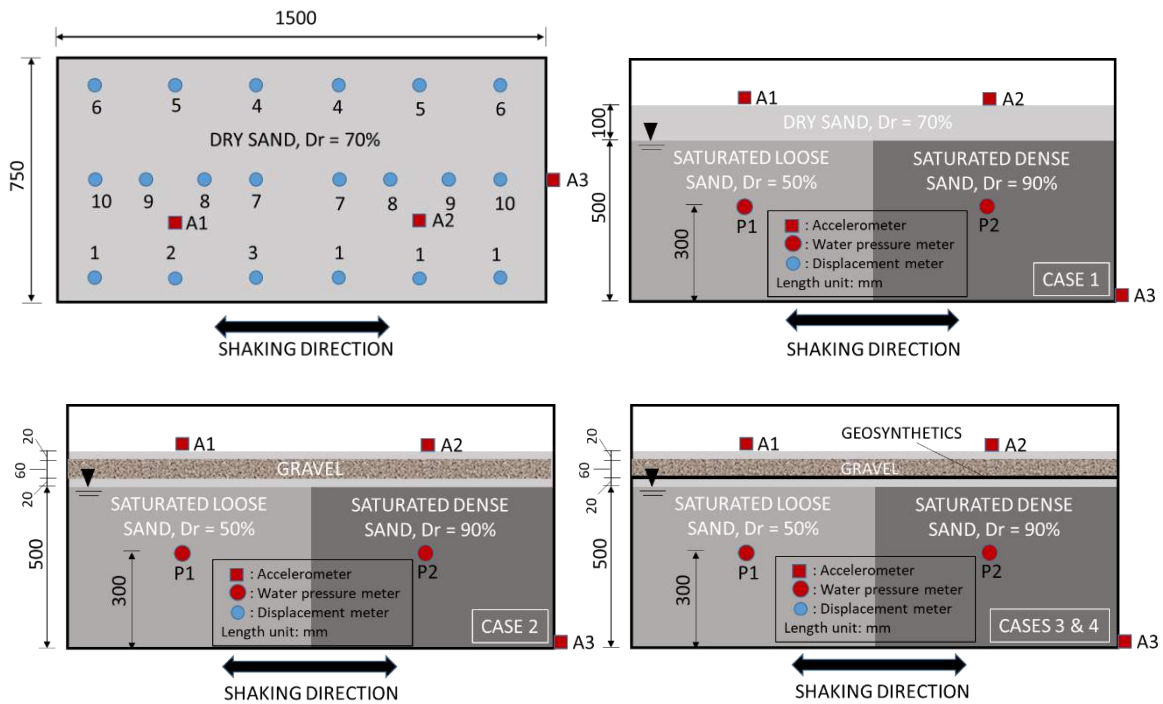 1500
750
6 5 4 4 5 6
DRY SAND, Dr = 70%
A3
10 9 8 7 7 8 9 10
A1 A2
1 2 3 1 1 1
SHAKING DIRECTION
A1 A2
100
DRY SAND, Dr = 70%
SATURATED LOOSE
SAND, Dr = 50%
SATURATED DENSE
SAND, Dr = 90%
500
300
P1 P2
: Accelerometer
: Water pressure meter
: Displacement meter
Length unit: mm
CASE 1
A3
SHAKING DIRECTION
A1 A2
20
60
20
GRAVEL
SATURATED LOOSE
SAND, Dr = 50%
SATURATED DENSE
SAND, Dr = 90%
500
300
P1 P2
: Accelerometer
: Water pressure meter
: Displacement meter
Length unit: mm
CASE 2
A3
SHAKING DIRECTION
GEOSYNTHETICS
A1 A2
20
60
20
GRAVEL
SATURATED LOOSE
SAND, Dr = 50%
SATURATED DENSE
SAND, Dr = 90%
500
300
P1 P2
: Accelerometer
: Water pressure meter
: Displacement meter
Length unit: mm
CASES 3 & 4
A3
SHAKING DIRECTION